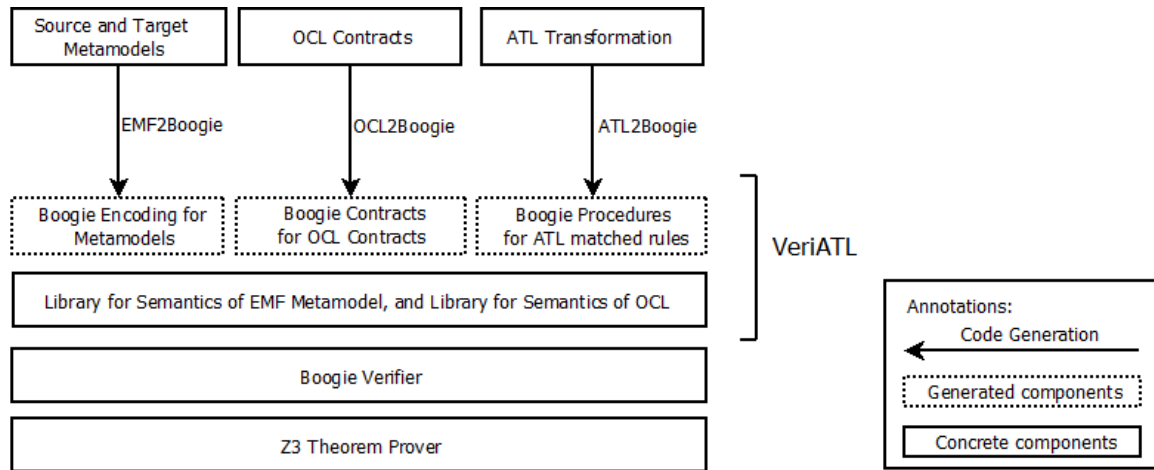 Source and Target
Metamodels
OCL Contracts
ATL Transformation
EMF2Boogie
OCL2Boogie
ATL2Boogie
Boogie Encoding for
Metamodels
Boogie Contracts
for OCL Contracts
Boogie Procedures
for ATL matched rules
VeriATL
Library for Semantics of EMF Metamodel, and Library for Semantics of OCL
Boogie Verifier
Z3 Theorem Prover
Annotations:
Code Generation
Generated components
Concrete components